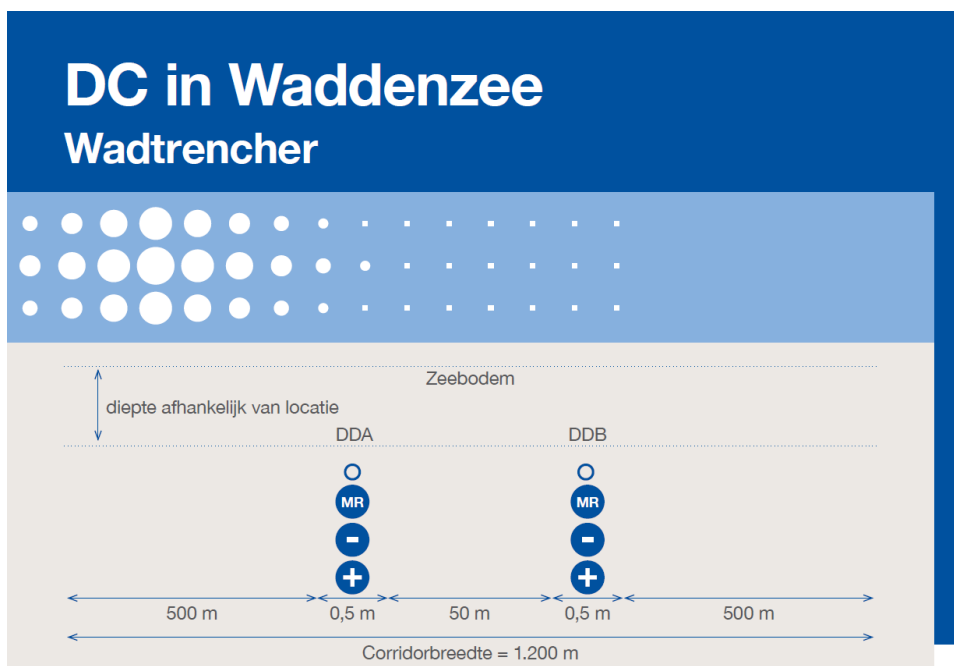 DC in Waddenzee
Wadtrencher
Zeebodem
diepte afhankelijk van locatie
DDA DDB
MR MR
- -
+ +
500 m 0,5 m 50 m 0,5 m 500 m
Corridorbreedte = 1.200 m